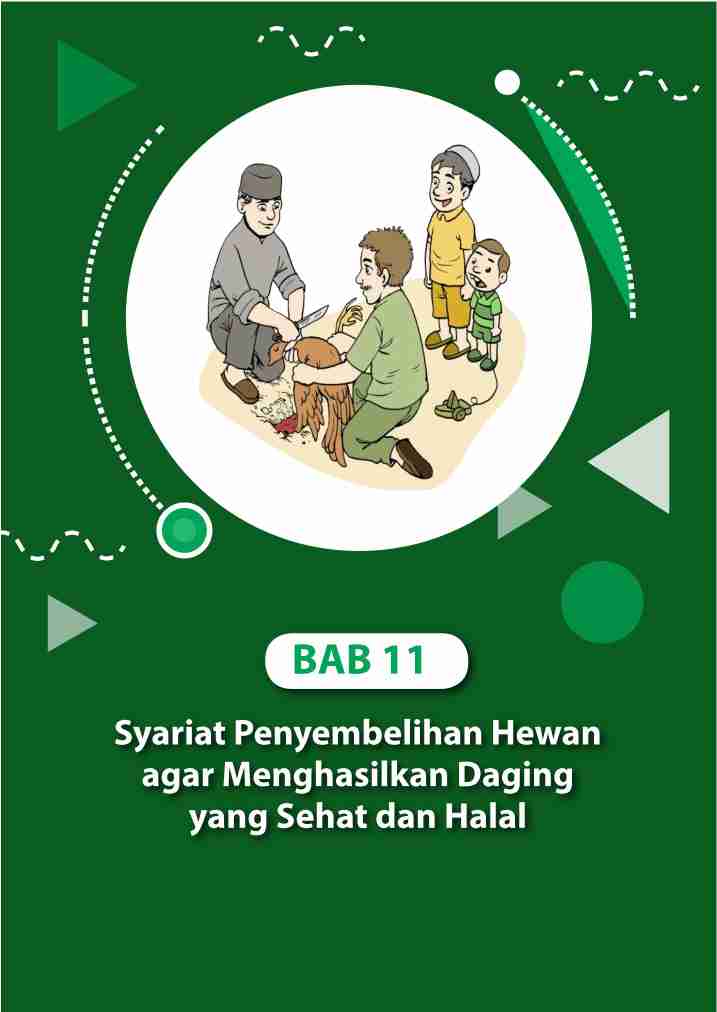 BAB 11
Syariat Penyembelihan Hewan
agar Menghasilkan Daging
yang Sehat dan Halal